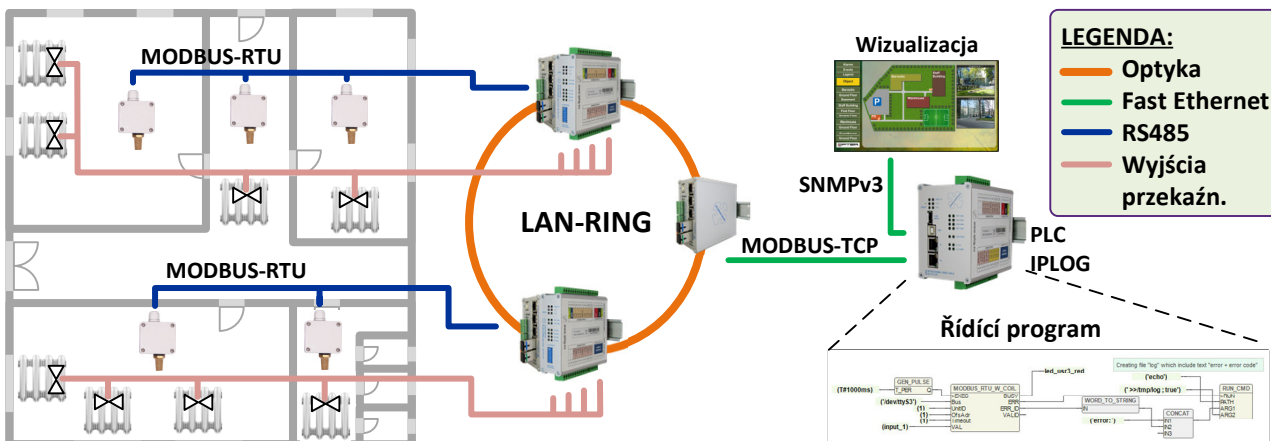 MODBUS-RTU
MODBUS-RTU
LAN-RING
MODBUS-TCP
Wizualizacja
SNMPv3
PLC
IPLOG
LEGENDA:
Optyka
Fast Ethernet
RS485
Wyjścia
przekaźn.
Řídící program
Creating file "log" which include text "error + error code"
GEN_PULSE
(T#1000ms)
T_PER
Q
MODBUS_RTU_W_COIL
EXEC
BUSY
('/dev/ttyS3')
Bus
ERR
(1)
UnitID
ERR_ID
(1)
OfsAdr
VALID
(1)
Timeout
(input_1)
VAL
led_usr1_red
WORD_TO_STRING
IN
('error: ')
CONCAT
IN1
IN2
IN3
('echo')
(' >>/tmp/log ; true')
RUN_CMD
RUN
PATH
ARG1
ARG2